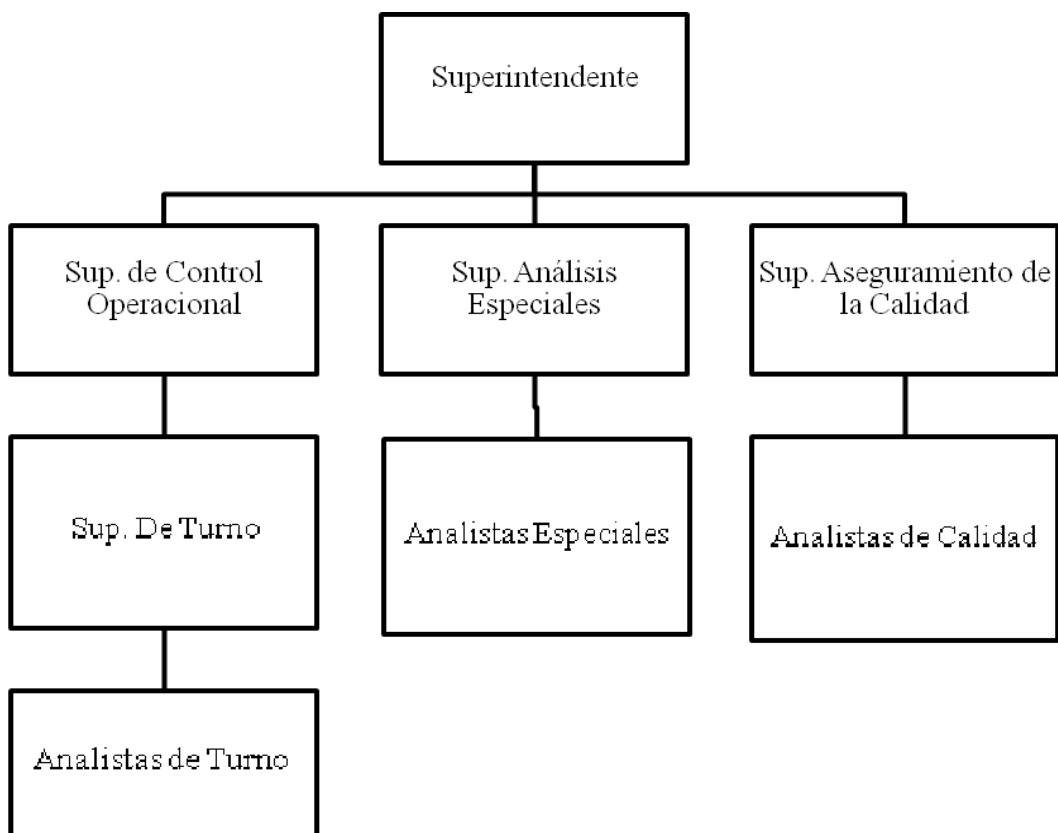 Superintendente
Sup. de Control
Operacional
Sup. Análisis
Especiales
Sup. Aseguramiento de
la Calidad
Sup. De Turno
Analistas Especiales
Analistas de Calidad
Analistas de Turno